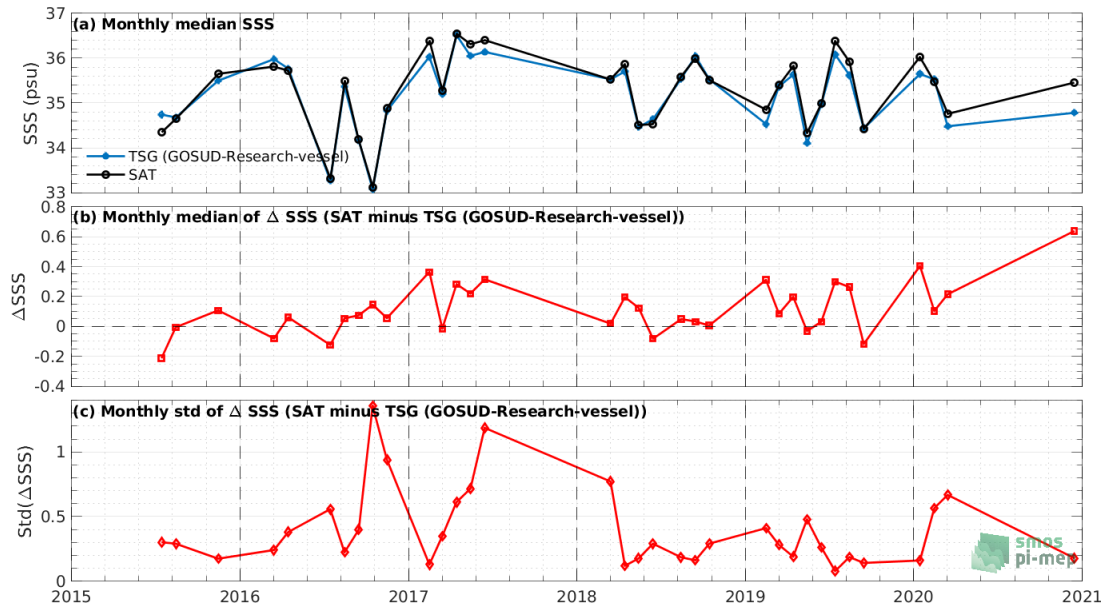 (a) Monthly median SSS
37
36
35
34
33
SSS (psu)
TSG (GOSUD-Research-vessel)
SAT
(b) Monthly median of Δ SSS (SAT minus TSG (GOSUD-Research-vessel))
0.8
0.6
0.4
0.2
0
-0.2
-0.4
ΔSSS
(c) Monthly std of Δ SSS (SAT minus TSG (GOSUD-Research-vessel))
1
0.5
0
Std(ΔSSS)
smos
pi-mep
2015 2016 2017 2018 2019 2020 2021